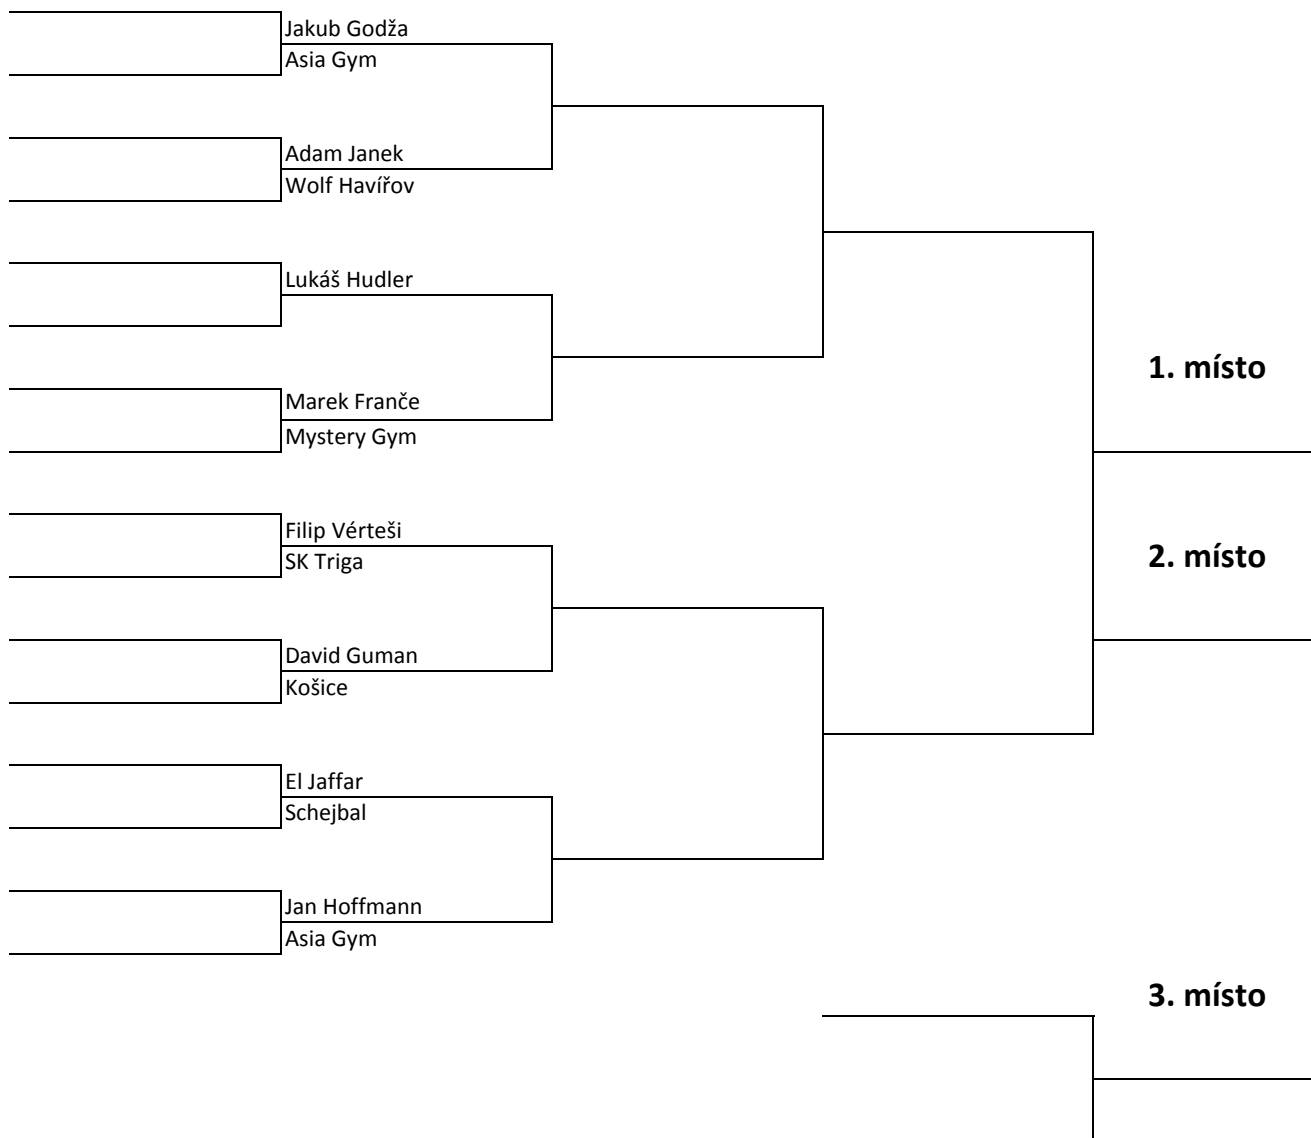 Jakub Godža
Asia Gym
Adam Janek
Wolf Havířov
Lukáš Hudler
1. místo
Marek Franče
Mystery Gym
Filip Vérteši
SK Triga
2. místo
David Guman
Košice
El Jaffar
Schejbal
Jan Hoffmann
Asia Gym
3. místo